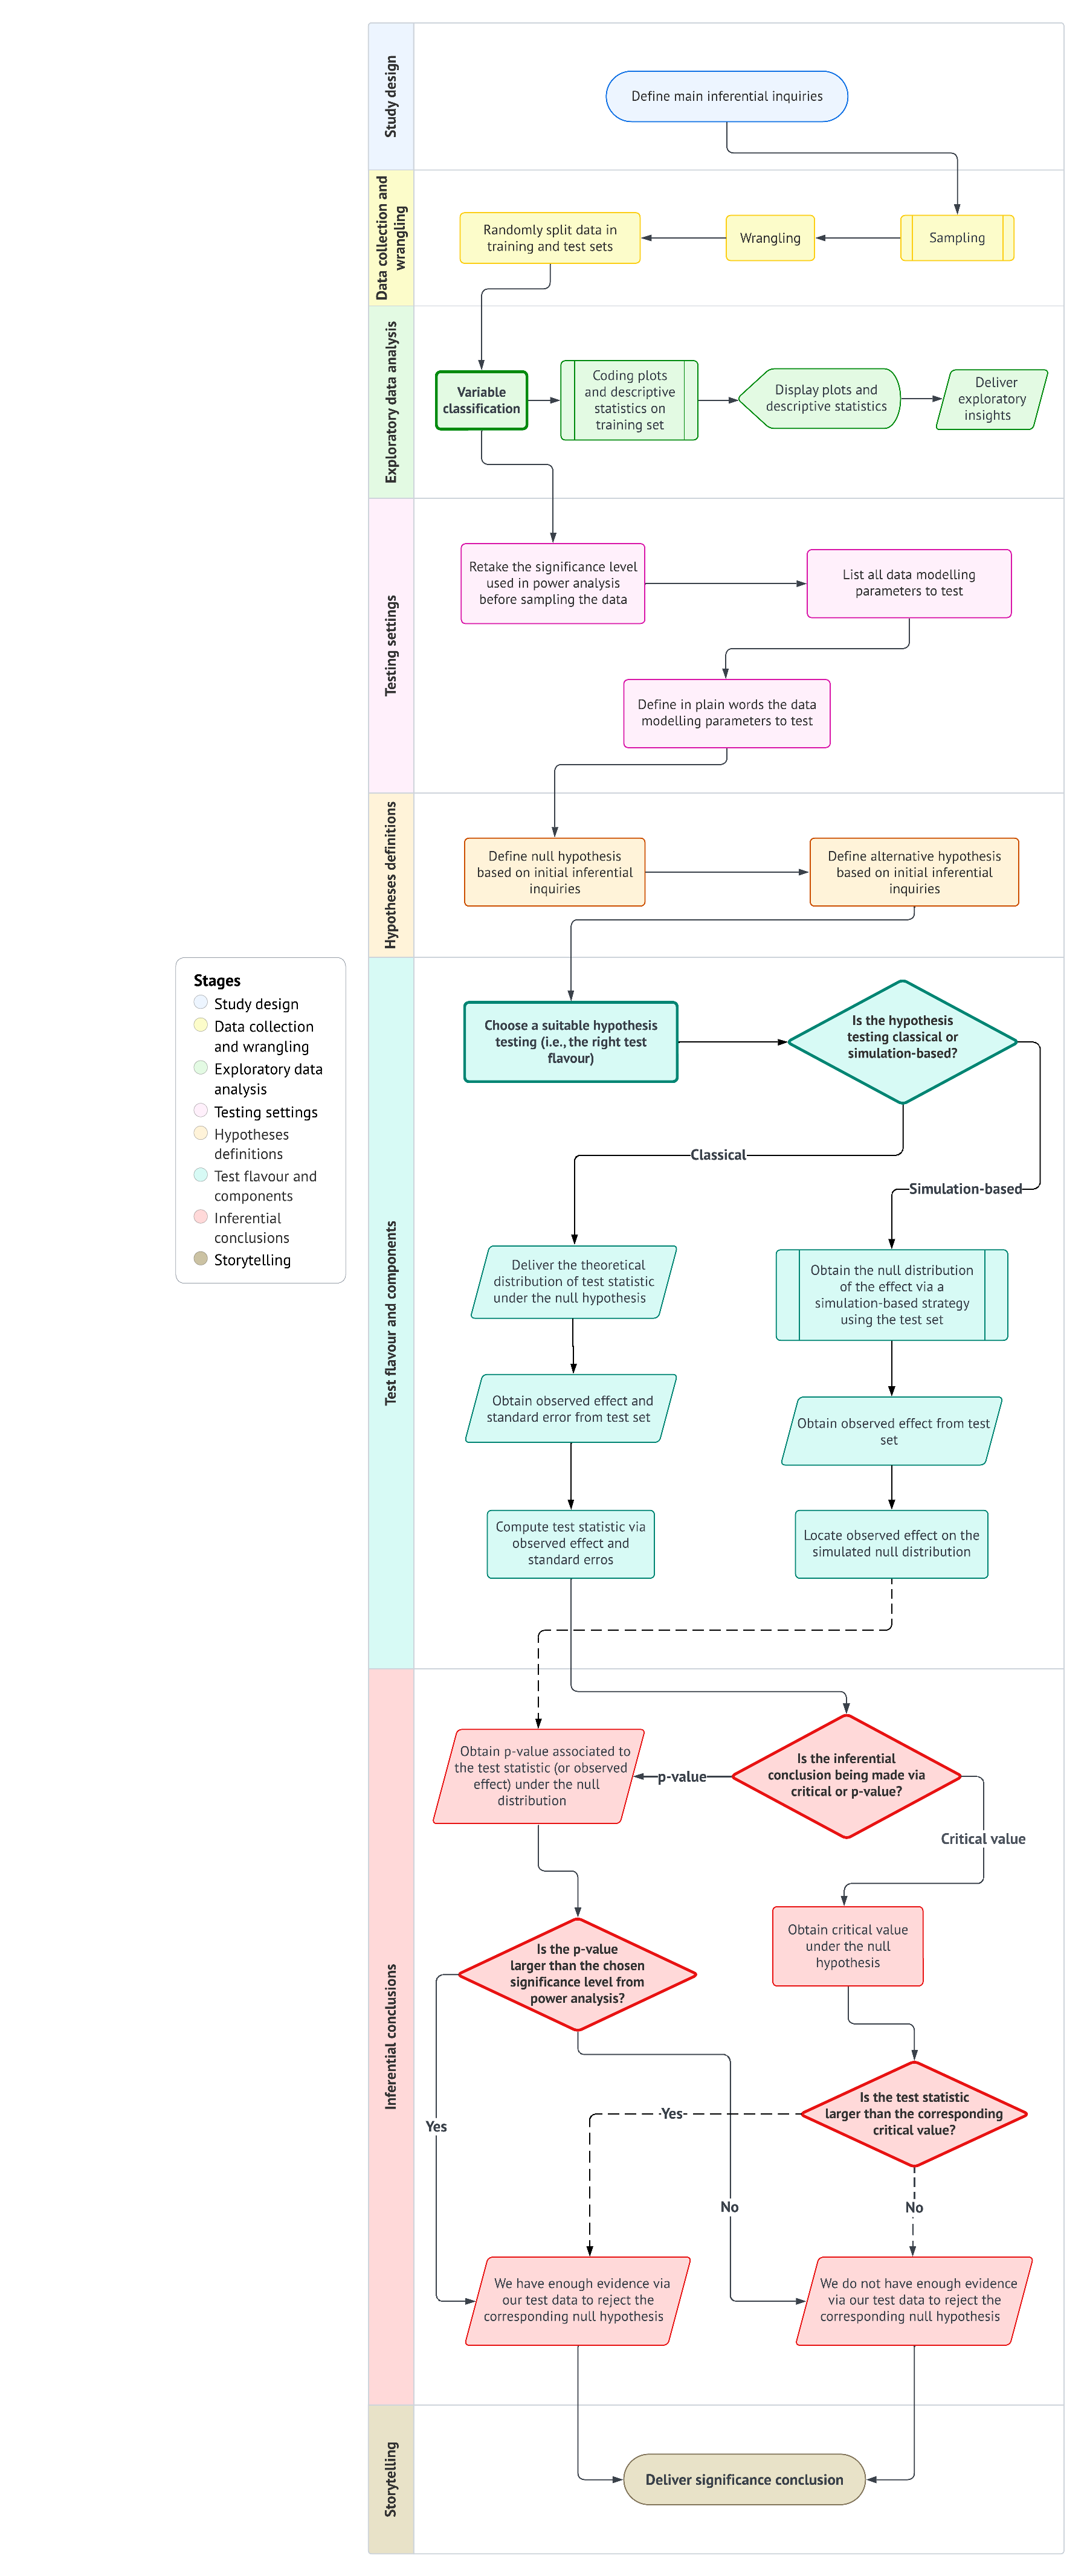 Study design
Define main inferential inquiries
Data collection and
wrangling
Randomly split data in
training and test sets
Wrangling
Sampling
Exploratory data analysis
Variable
classification
Coding plots
and descriptive
statistics on
training set
Display plots and
descriptive statistics
Deliver
exploratory
insights
Testing settings
Retake the significance level
used in power analysis
before sampling the data
List all data modelling
parameters to test
Define in plain words the data
modelling parameters to test
Hypotheses definitions
Define null hypothesis
based on initial inferential
inquiries
Define alternative hypothesis
based on initial inferential
inquiries
Stages
Study design
Data collection
and wrangling
Exploratory data
analysis
Testing settings
Hypotheses
definitions
Test flavour and
components
Inferential
conclusions
Storytelling
Test flavour and components
Choose a suitable hypothesis
testing (i.e., the right test
flavour)
Is the hypothesis
testing classical or
simulation-based?
Classical
Simulation-based
Deliver the theoretical
distribution of test statistic
under the null hypothesis
Obtain the null distribution
of the effect via a
simulation-based strategy
using the test set
Obtain observed effect and
standard error from test set
Obtain observed effect from test
set
Compute test statistic via
observed effect and
standard erros
Locate observed effect on the
simulated null distribution
Inferential conclusions
Obtain p-value associated to
the test statistic (or observed
effect) under the null
distribution
p-value
Is the inferential
conclusion being made via
critical or p-value?
Critical value
Is the p-value
larger than the chosen
significance level from
power analysis?
Obtain critical value
under the null
hypothesis
Is the test statistic
larger than the corresponding
critical value?
Yes
Yes
No
No
We have enough evidence via
our test data to reject the
corresponding null hypothesis
We do not have enough evidence
via our test data to reject the
corresponding null hypothesis
Storytelling
Deliver significance conclusion